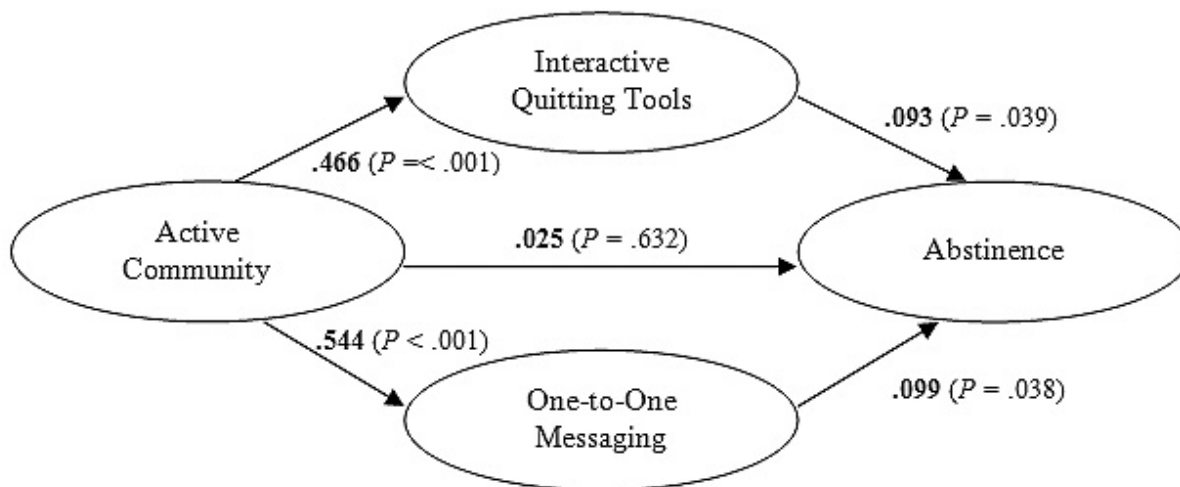 Interactive
Quitting Tools
.093 (P = .039)
.466 (P =< .001)
Active
Community
.025 (P = .632)
Abstinence
.544 (P < .001)
One-to-One
Messaging
.099 (P = .038)